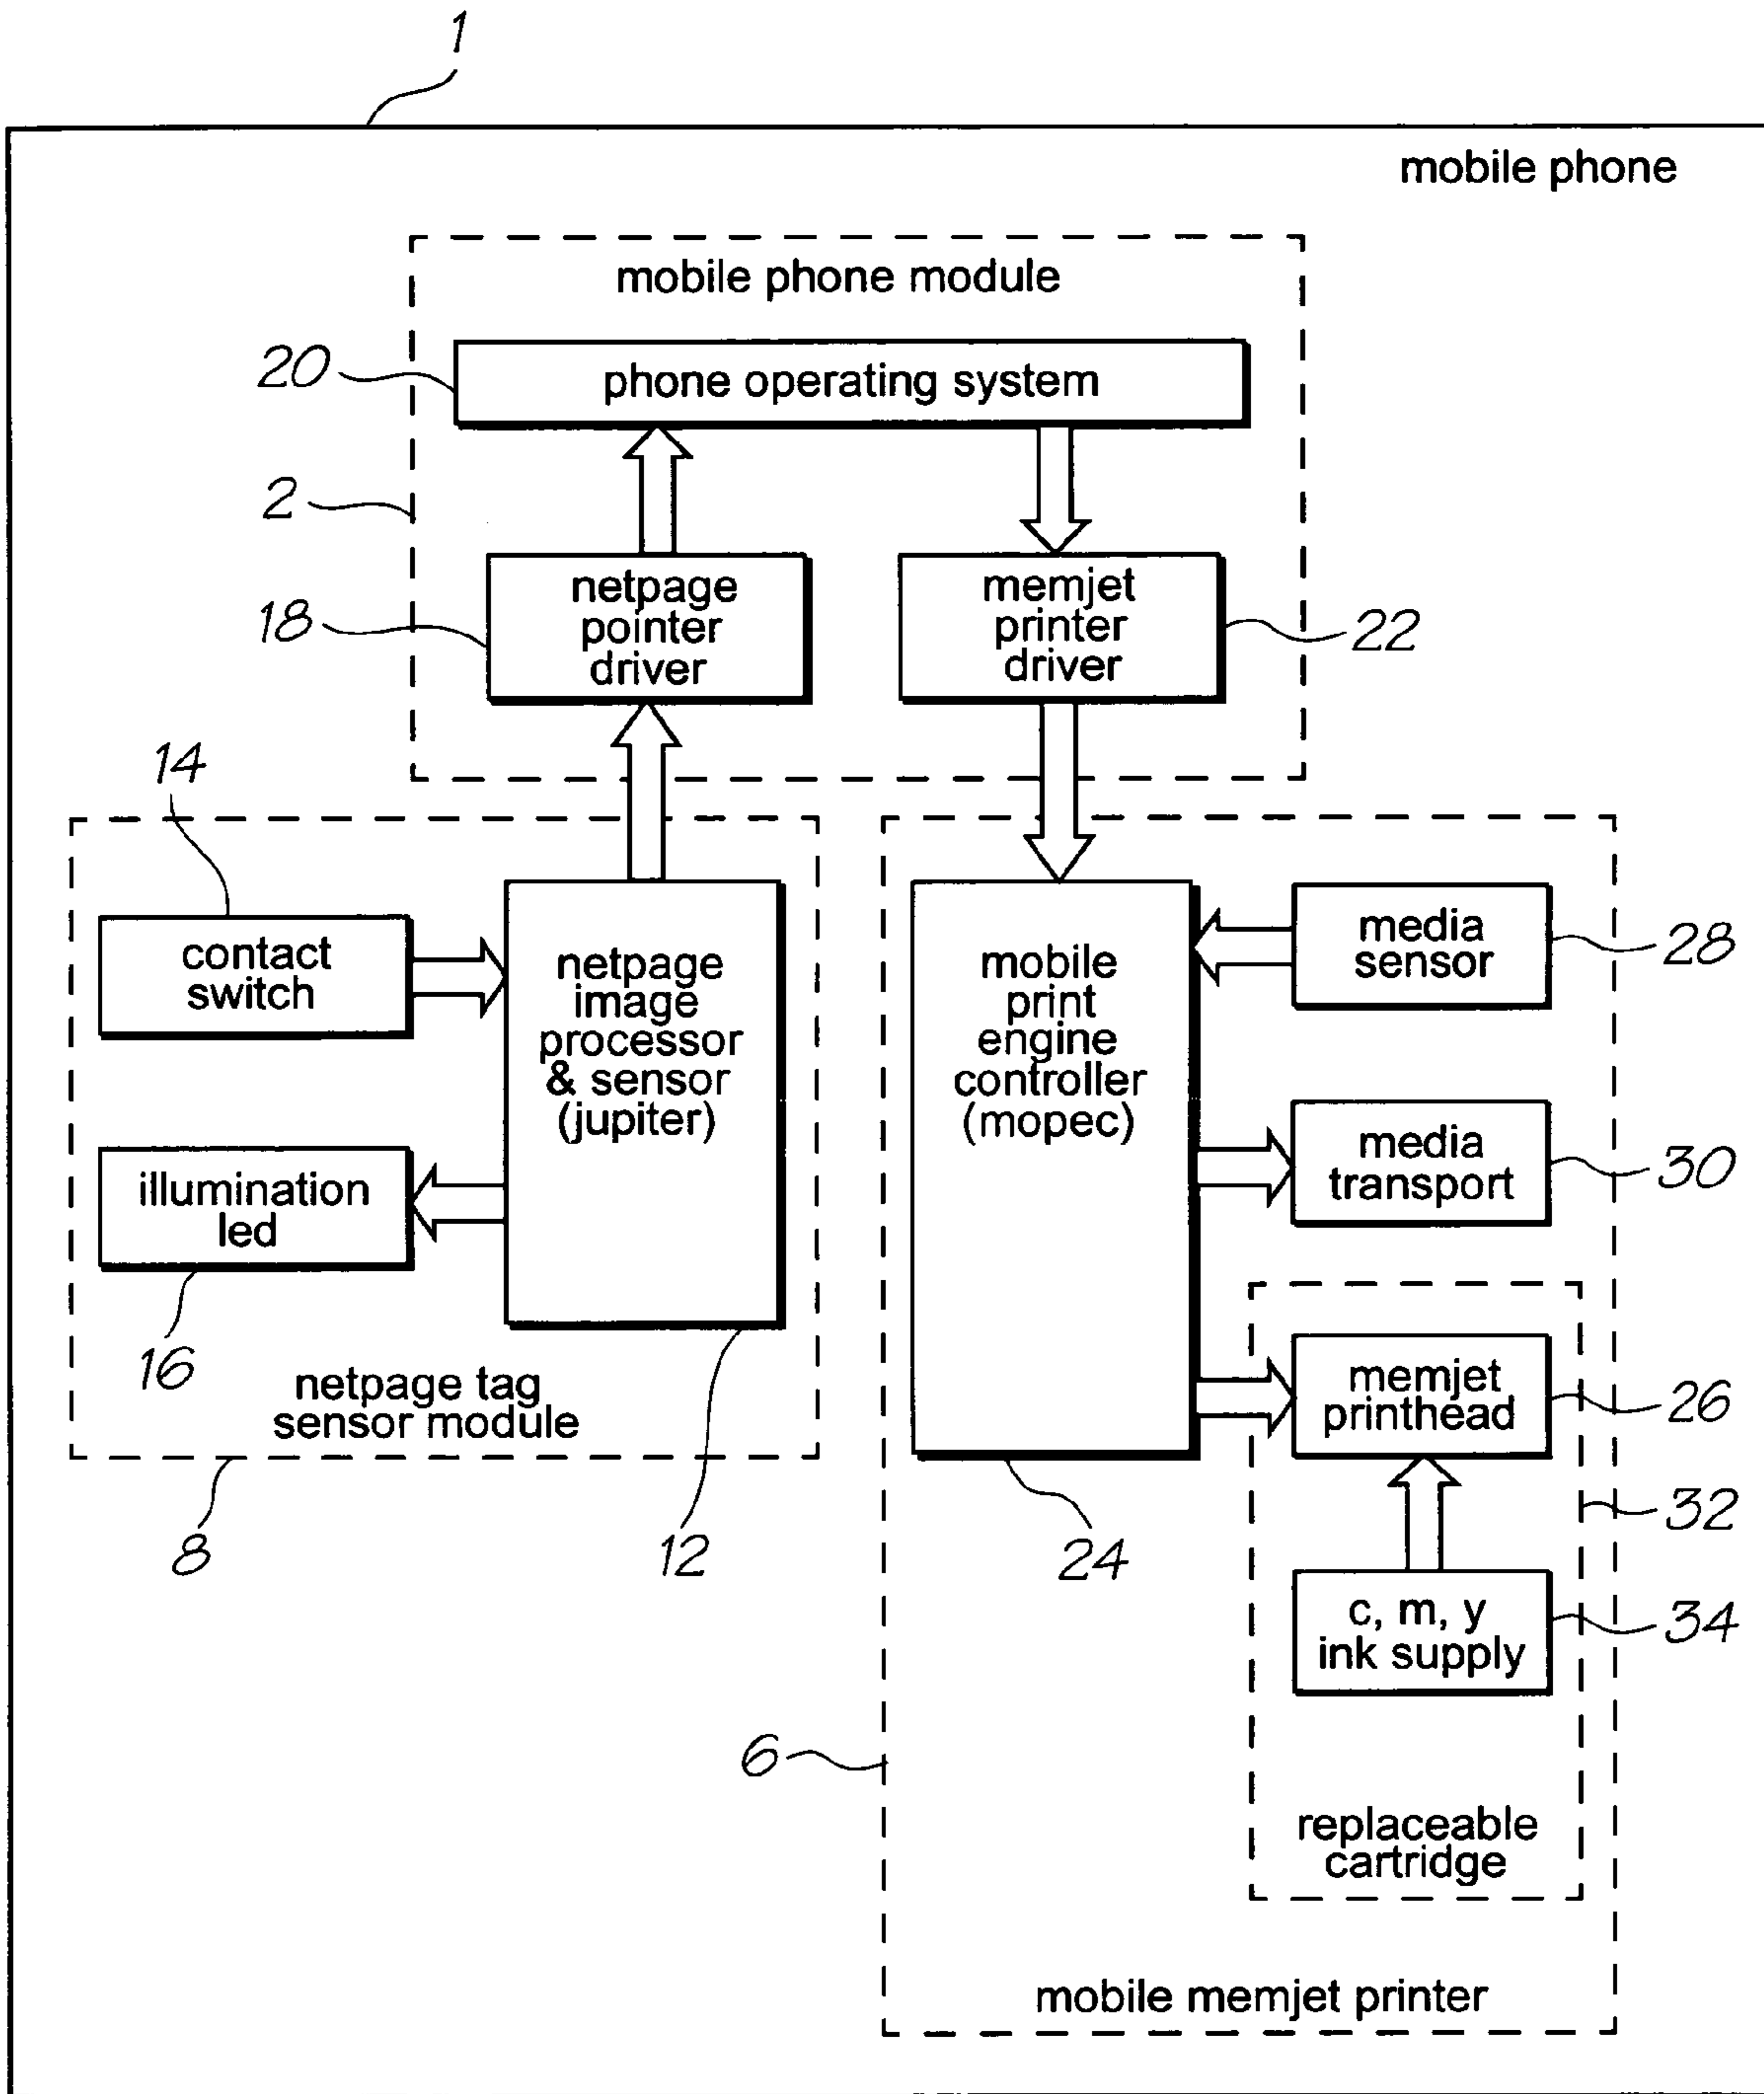 1
mobile phone
mobile phone module
20
phone operating system
2
18
netpage
pointer
driver
memjet
printer
driver
22
14
contact
switch
netpage
image
processor
& sensor
(jupiter)
illumination
led
16
netpage tag
sensor module
8
12
mobile
print
engine
controller
(mopec)
24
media
sensor
28
media
transport
30
memjet
printhead
26
32
c, m, y
ink supply
34
6
replaceable
cartridge
mobile memjet printer